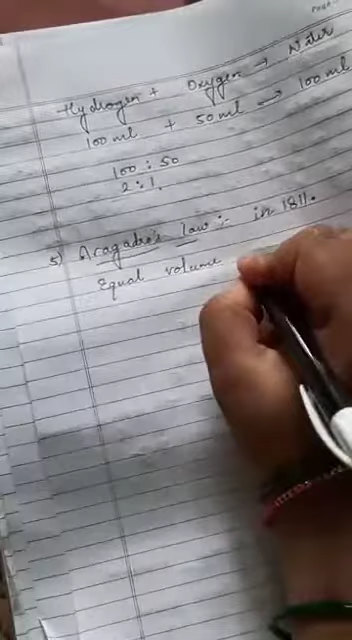 Hydrogen + Oxygen → Water
100 ml + 50 ml → 100 ml
100 : 50
2 : 1.
5) Avagadro's law :- in 1811.
Equal volume